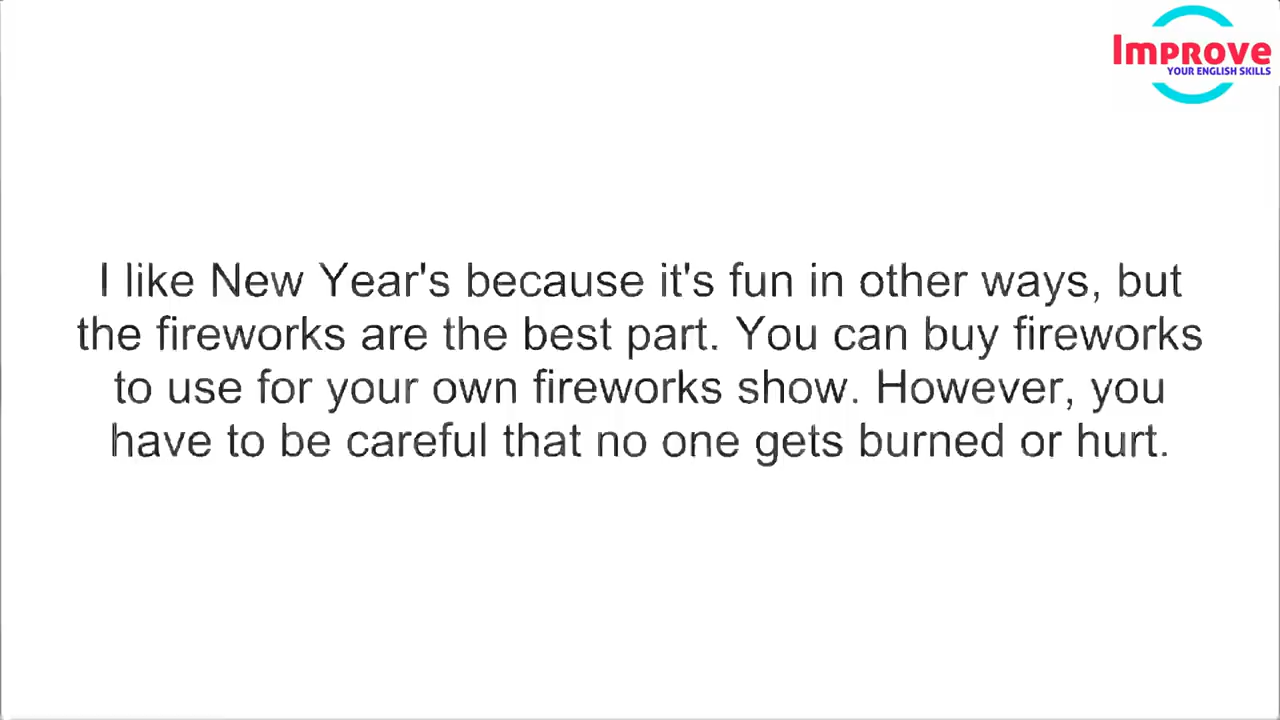 Improve
YOUR ENGLISH SKILLS
I like New Year's because it's fun in other ways, but
the fireworks are the best part. You can buy fireworks
to use for your own fireworks show. However, you
have to be careful that no one gets burned or hurt.